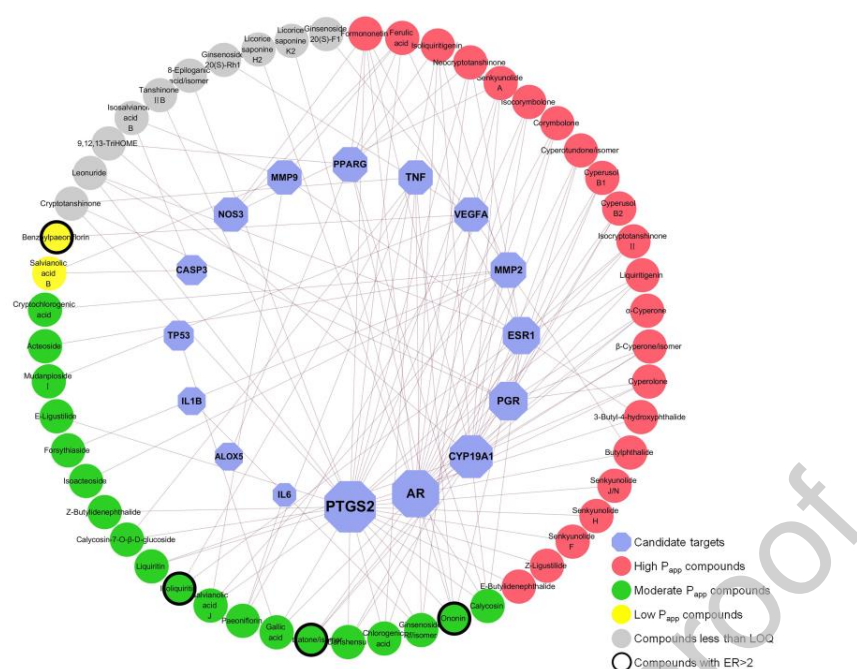 Formononetin
Ferulic
acid
Isoliquiritigenin
Neocryptotanshinone
Senkyunolide
A
Isocorymbolone
Corymbolone
Cyperotundone/isomer
Cyperusol
B1
Cyperusol
B2
Isocryptotanshinone
II
Liquiritigenin
α-Cyperone
β-Cyperone/isomer
Cyperolone
3-Butyl-4-hydroxyphthalide
Butylphthalide
Senkyunolide
J/N
Senkyunolide
H
Senkyunolide
F
Z-Ligustilide
E-Butylidenephthalide
Calycosin
Ononin
Ginsenoside
Chlorogenic
acid
Danshensu
Gallic
acid
Paeoniflorin
Salvianolic
acid
J
Liquiritin
Calycosin-7-O-β-D-glucoside
Z-Butylidenephthalide
Isoacteoside
Forsythiaside
E-Ligustilide
Mudanpioside
I
Acteoside
Cryptochlorogenic
acid
Salvianolic
acid
B
Benzoylpaeoniflorin
Cryptotanshinone
Leonuride
9,12,13-TriHOME
Isosalvianolic
acid
B
Tanshinone
II B
8-Epiloganic
acid/isomer
Ginsenoside
20(S)-Rh1
Licorice
saponine
H2
Licorice
saponine
K2
Ginsenoside
20(S)-F1
PPARG
TNF
VEGFA
MMP2
ESR1
PGR
CYP19A1
AR
PTGS2
IL6
ALOX5
IL1B
TP53
CASP3
NOS3
MMP9
Candidate targets
High Papp compounds
Moderate Papp compounds
Low Papp compounds
Compounds less than LOQ
Compounds with ER>2
roof